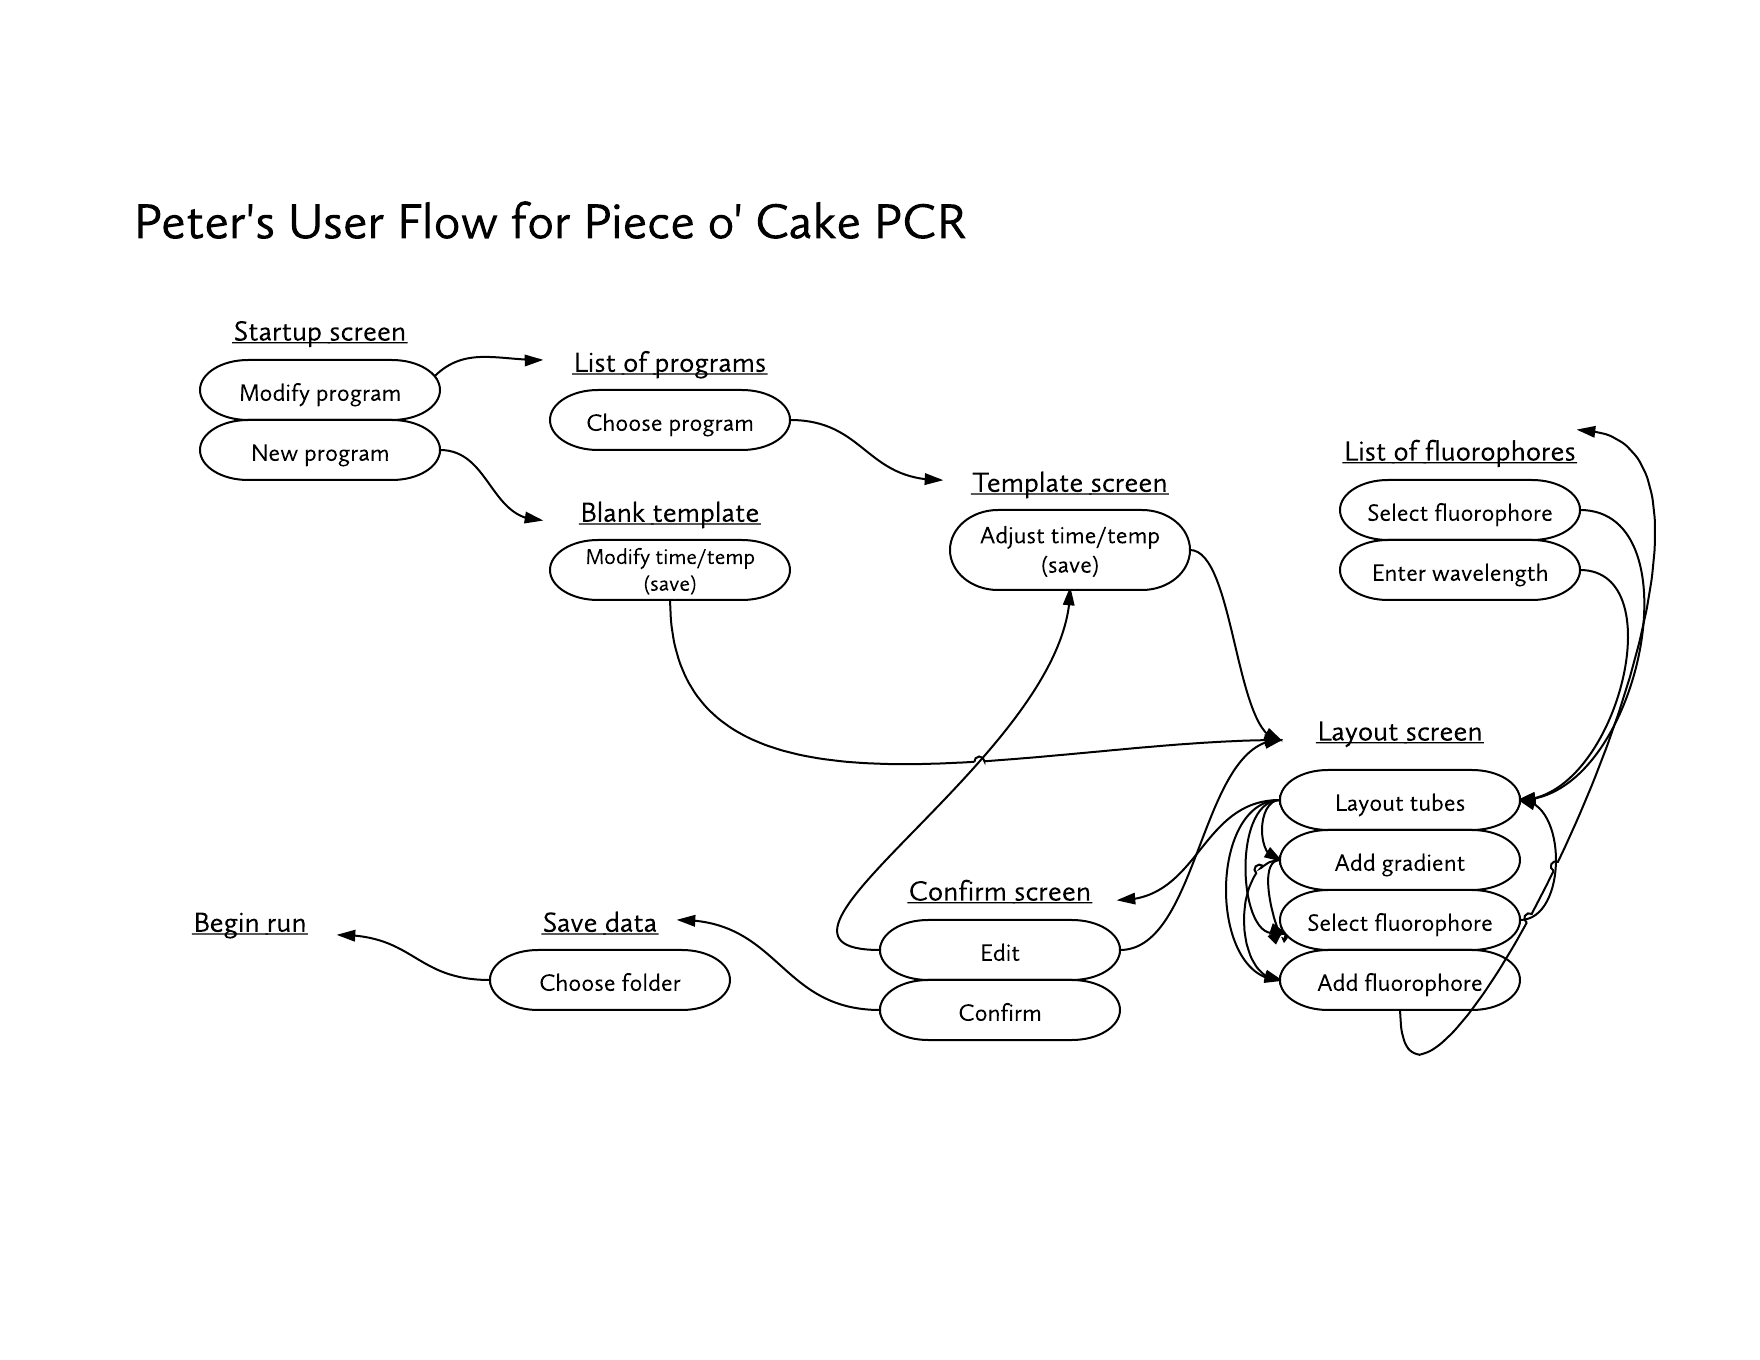 Peter's User Flow for Piece o' Cake PCR
Startup screen
Modify program
New program
List of programs
Choose program
Blank template
Modify time/temp
(save)
Template screen
Adjust time/temp
(save)
List of fluorophores
Select fluorophore
Enter wavelength
Layout screen
Layout tubes
Add gradient
Select fluorophore
Add fluorophore
Confirm screen
Edit
Confirm
Save data
Choose folder
Begin run